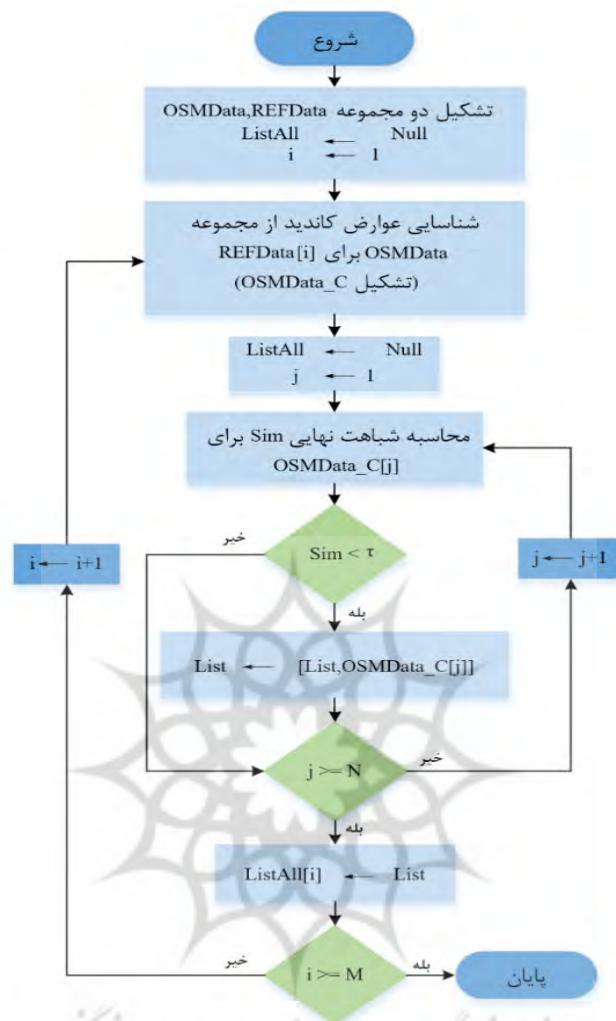 شروع
تشکیل دو مجموعه OSMData,REFData
ListAll ← Null
i ← 1
شناسایی عوارض کاندید از مجموعه
OSMData برای REFData[i]
(تشکیل OSMData_C)
ListAll ← Null
j ← 1
محاسبه شباهت نهایی Sim برای
OSMData_C[j]
خیر
Sim < τ
i ← i+1
j ← j+1
بله
List ← [List,OSMData_C[j]]
j >= N
خیر
بله
ListAll[i] ← List
خیر
i >= M
بله
پایان